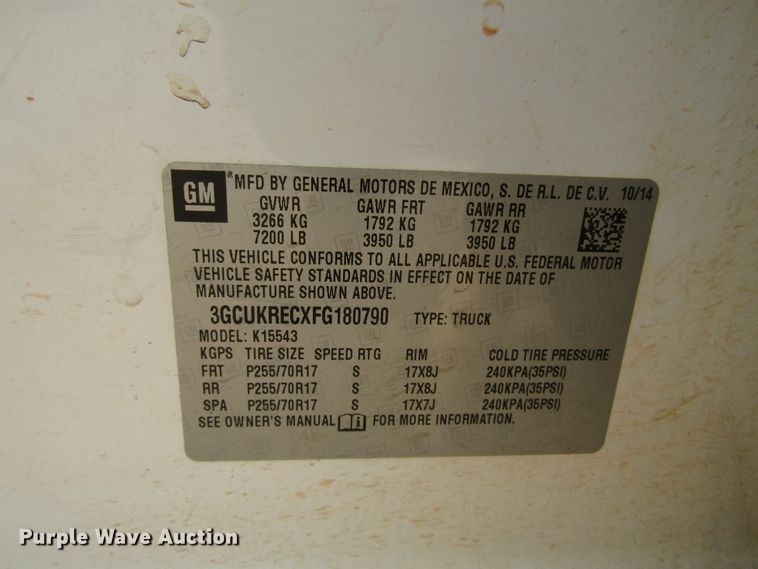 GM MFD BY GENERAL MOTORS DE MEXICO, S. DE R.L. DE C.V. 10/14
GVWR GAWR FRT GAWR RR
3266 KG 1792 KG 1792 KG
7200 LB 3950 LB 3950 LB
THIS VEHICLE CONFORMS TO ALL APPLICABLE U.S. FEDERAL MOTOR
VEHICLE SAFETY STANDARDS IN EFFECT ON THE DATE OF
MANUFACTURE SHOWN ABOVE.
3GCUKRECXFG180790 TYPE: TRUCK
MODEL: K15543
KGPS TIRE SIZE SPEED RTG RIM COLD TIRE PRESSURE
FRT P255/70R17 S 17X8J 240KPA(35PSI)
RR P255/70R17 S 17X8J 240KPA(35PSI)
SPA P255/70R17 S 17X7J 240KPA(35PSI)
SEE OWNER'S MANUAL FOR MORE INFORMATION.
Purple Wave Auction